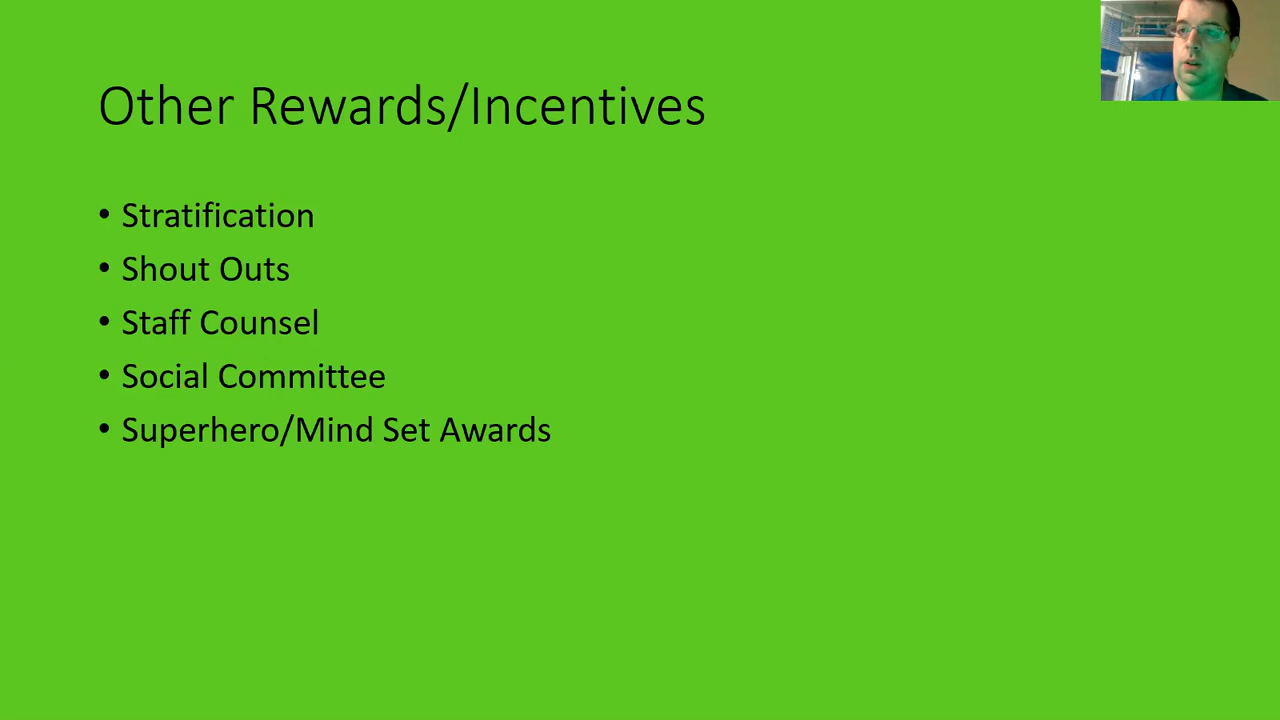 Other Rewards/Incentives
• Stratification
• Shout Outs
• Staff Counsel
• Social Committee
• Superhero/Mind Set Awards